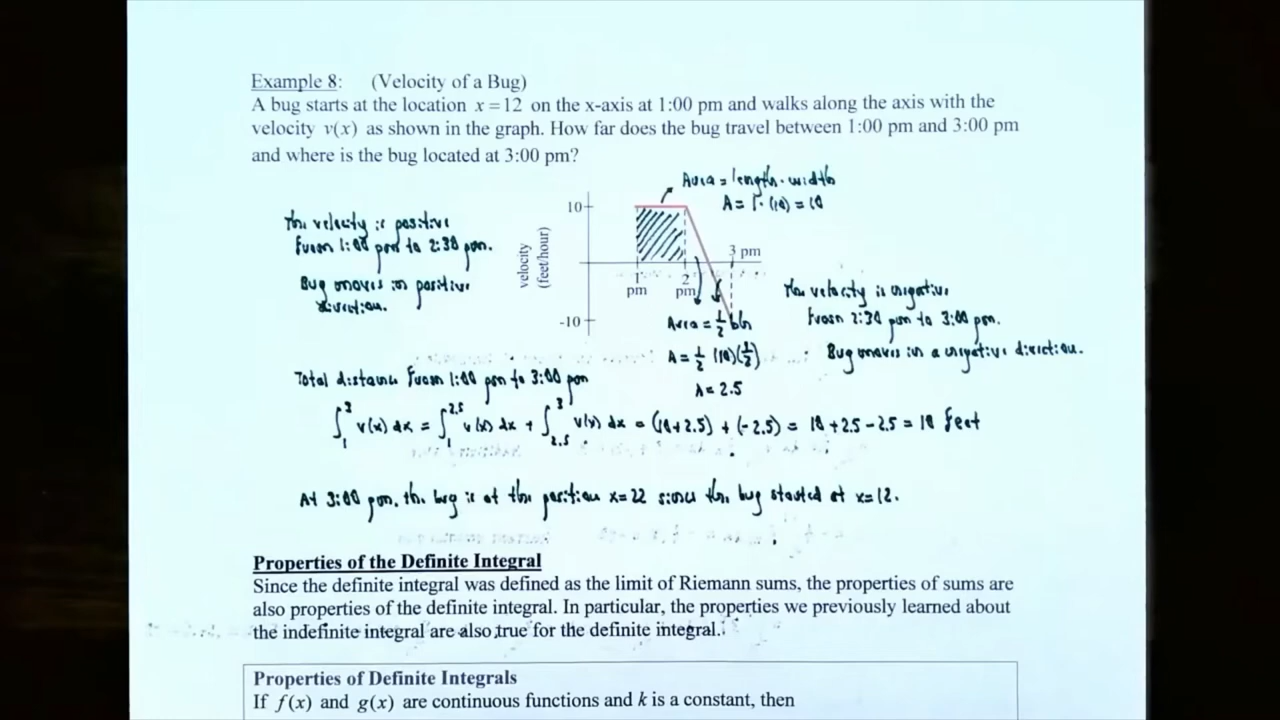 Example 8: (Velocity of a Bug)
A bug starts at the location x = 12 on the x-axis at 1:00 pm and walks along the axis with the
velocity v(x) as shown in the graph. How far does the bug travel between 1:00 pm and 3:00 pm
and where is the bug located at 3:00 pm?
Area = length · width
A = 1 · (10) = 10
The velocity is positive
From 1:00 pm to 2:30 pm.
Bug moves in positive
direction.
velocity
(feet/hour)
10
3 pm
1
pm
2
pm
-10
Area = 1/2 bh
A = 1/2 (10)(1/2)
A = 2.5
The velocity is negative
From 2:30 pm to 3:00 pm.
Bug moves in a negative direction.
Total distance From 1:00 pm to 3:00 pm
∫₁³ v(x) dx = ∫₁^2.5 v(x) dx + ∫_2.5^3 v(x) dx = (10+2.5) + (-2.5) = 10 + 2.5 - 2.5 = 10 feet
At 3:00 pm, the bug is at the position x=22 since the bug started at x=12.
Properties of the Definite Integral
Since the definite integral was defined as the limit of Riemann sums, the properties of sums are
also properties of the definite integral. In particular, the properties we previously learned about
the indefinite integral are also true for the definite integral.
Properties of Definite Integrals
If f(x) and g(x) are continuous functions and k is a constant, then